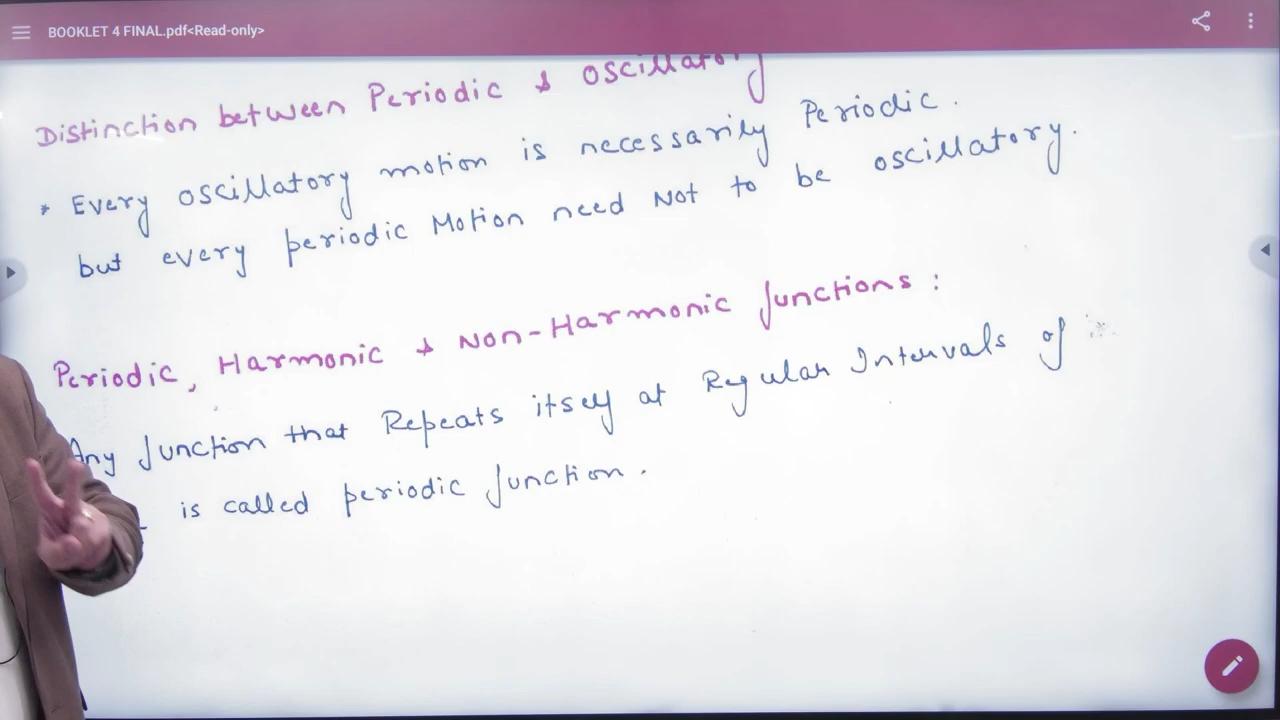 BOOKLET 4 FINAL.pdf<Read-only>
Distinction between Periodic & oscillatory
* Every oscillatory motion is necessarily Periodic.
but every periodic Motion need Not to be oscillatory.
Periodic, Harmonic & Non-Harmonic functions:
Any function that Repeats itself at Regular Intervals of
is called periodic function.